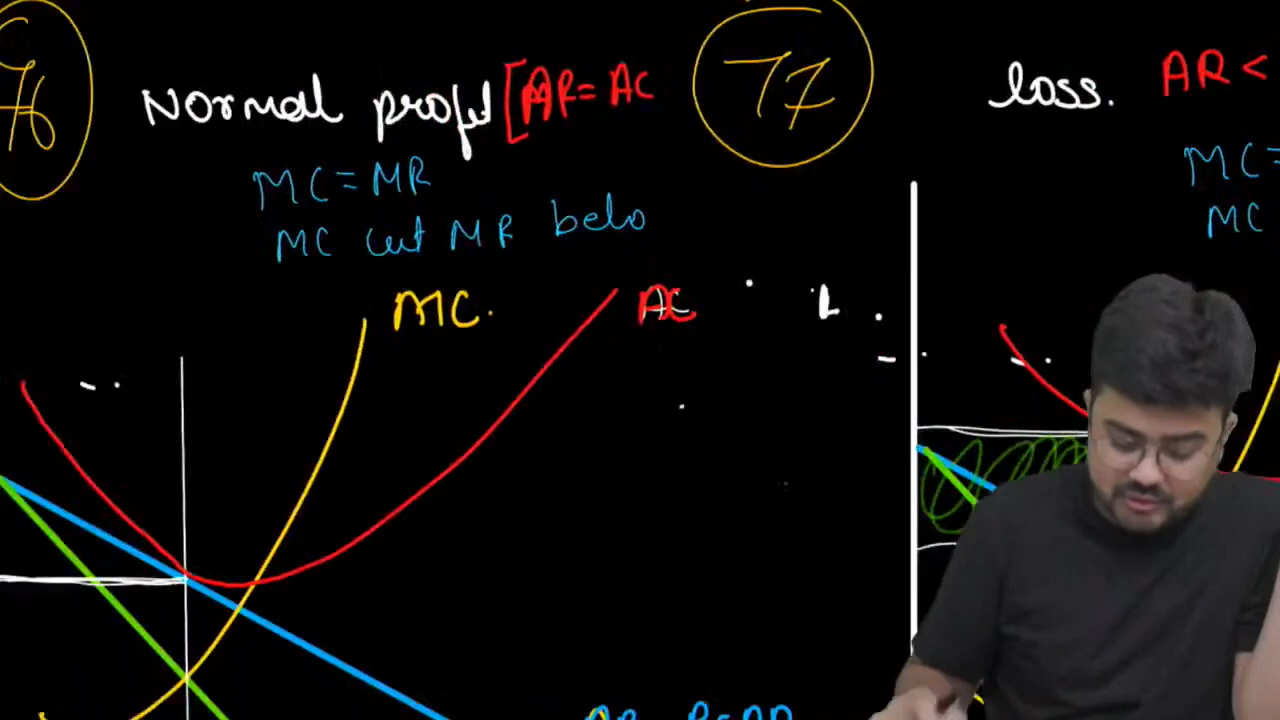 76
Normal profit [AR = AC
MC = MR
MC cut MR belo
MC.
AC
77
loss. AR <
MC =
MC